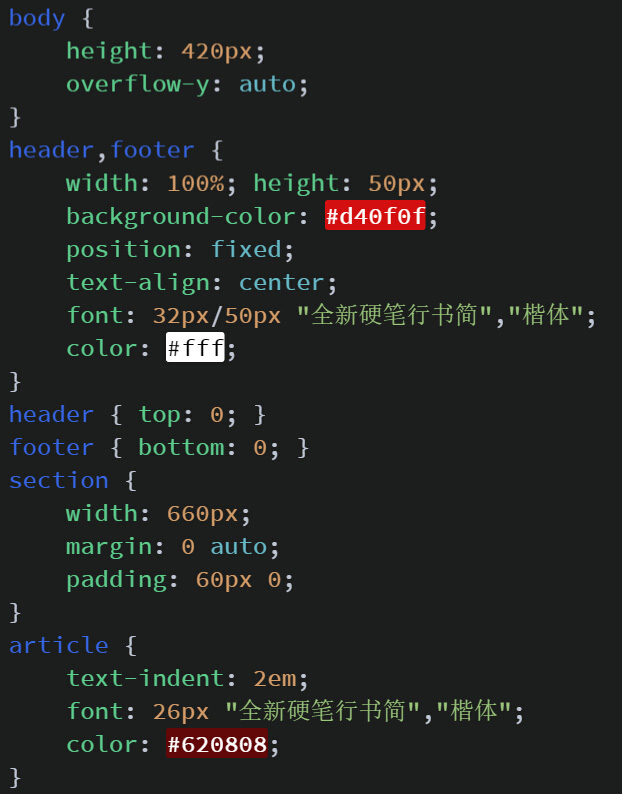 body {
    height: 420px;
    overflow-y: auto;
}
header,footer {
    width: 100%; height: 50px;
    background-color: #d40f0f;
    position: fixed;
    text-align: center;
    font: 32px/50px "全新硬笔行书简","楷体";
    color: #fff;
}
header { top: 0; }
footer { bottom: 0; }
section {
    width: 660px;
    margin: 0 auto;
    padding: 60px 0;
}
article {
    text-indent: 2em;
    font: 26px "全新硬笔行书简","楷体";
    color: #620808;
}